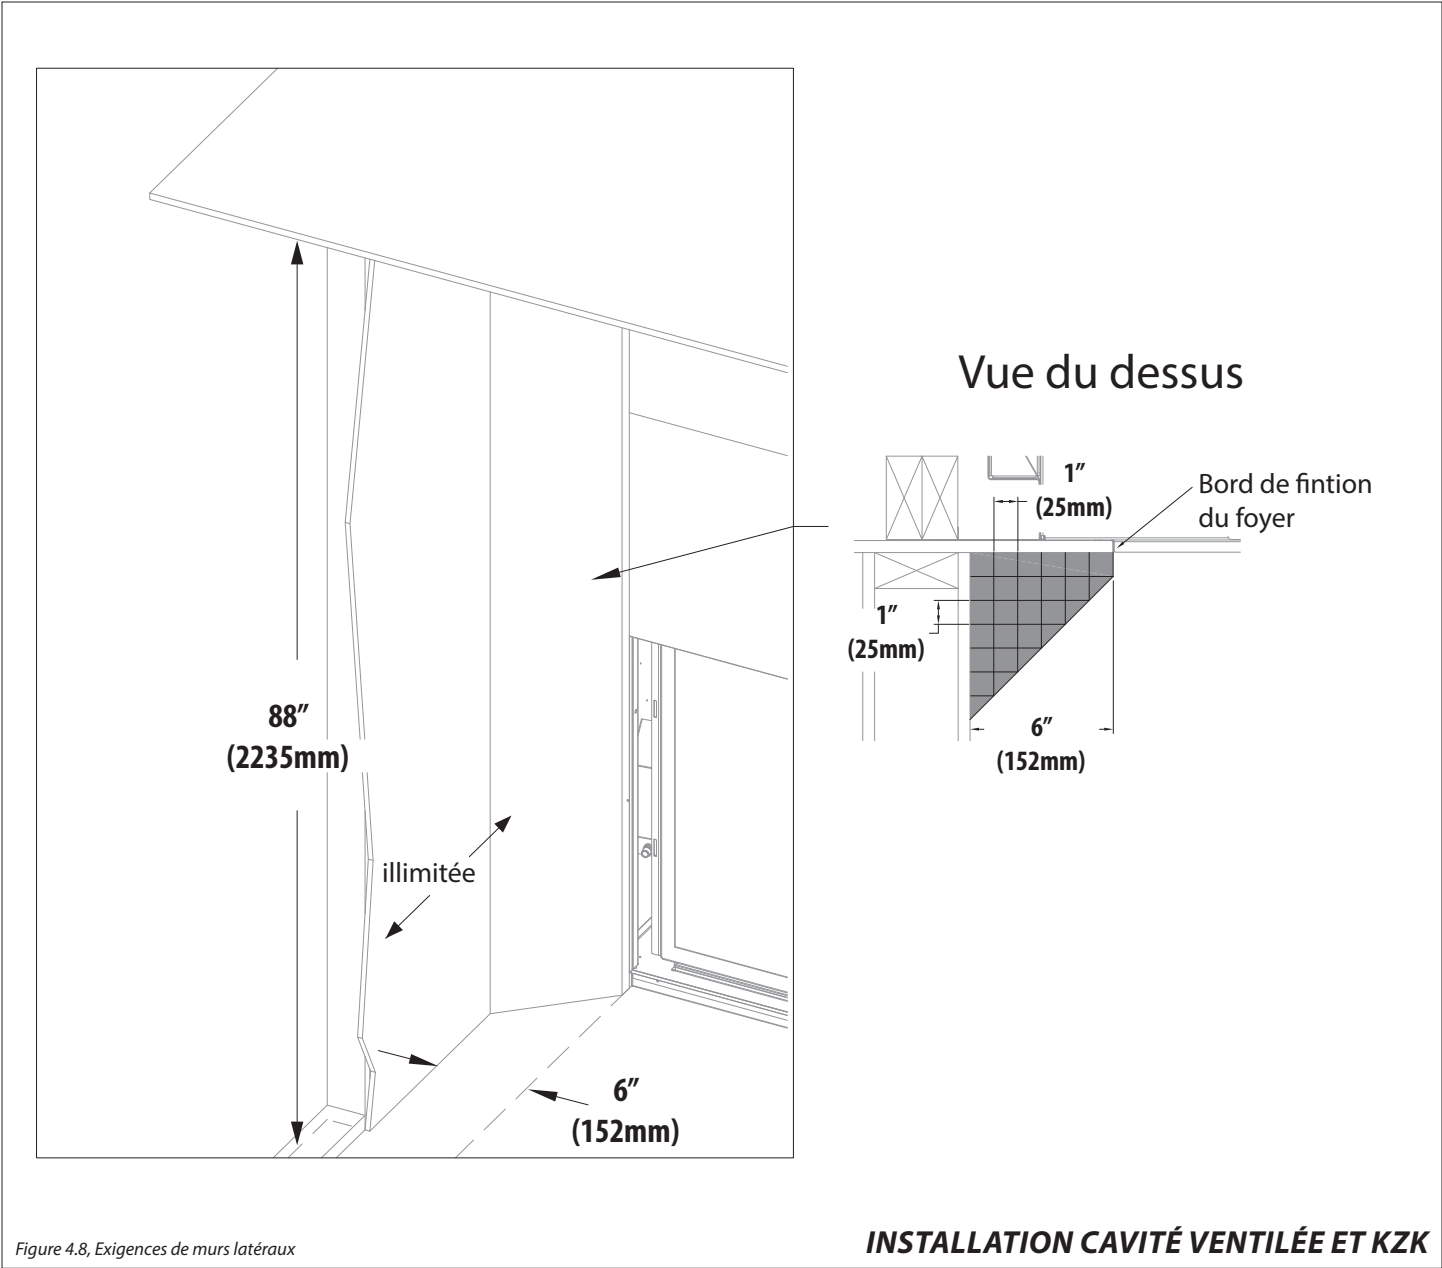 88”
(2235mm)
illimitée
6”
(152mm)
Vue du dessus
1”
(25mm)
Bord de fintion
du foyer
1”
(25mm)
6”
(152mm)
Figure 4.8, Exigences de murs latéraux
INSTALLATION CAVITÉ VENTILÉE ET KZK